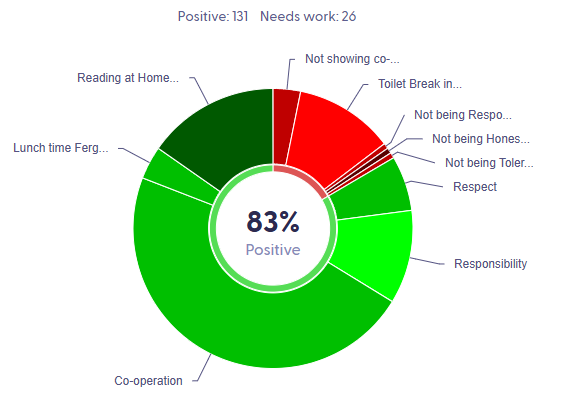 Positive: 131 Needs work: 26
Not showing co-...
Reading at Home...
Toilet Break in...
Not being Respo...
Not being Hones...
Lunch time Ferg...
Not being Toler...
Respect
83%
Positive
Responsibility
Co-operation